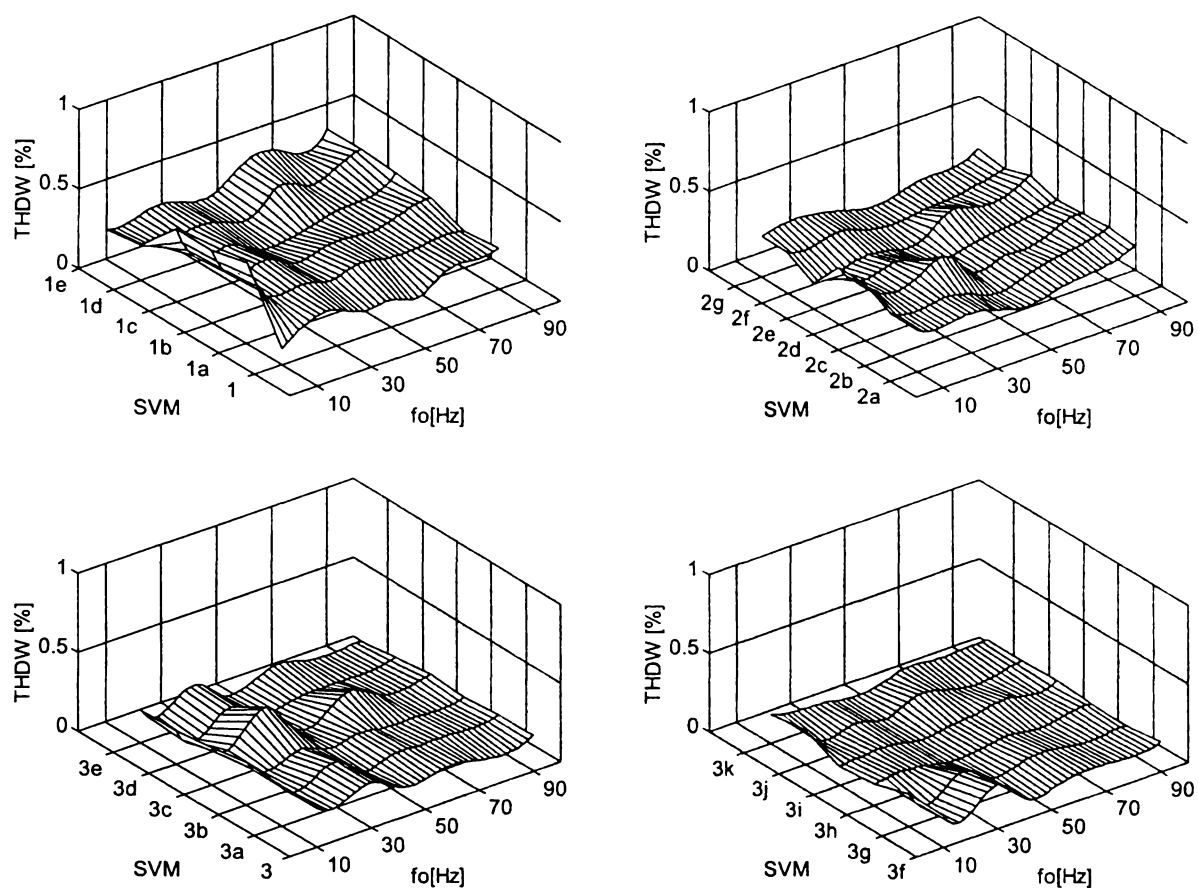 1
THDW [%]
0.5
0
1e
1d
1c
1b
1a
1
SVM
10
30
50
70
90
fo[Hz]
1
THDW [%]
0.5
0
2g
2f
2e
2d
2c
2b
2a
SVM
10
30
50
70
90
fo[Hz]
1
THDW [%]
0.5
0
3e
3d
3c
3b
3a
3
SVM
10
30
50
70
90
fo[Hz]
1
THDW [%]
0.5
0
3k
3j
3i
3h
3g
3f
SVM
10
30
50
70
90
fo[Hz]